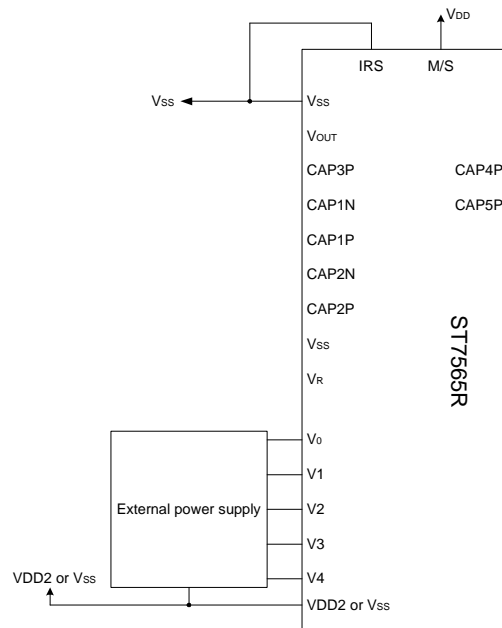 VDD
IRS M/S
VSS VSS
VOUT
CAP3P CAP4P
CAP1N CAP5P
CAP1P
CAP2N
CAP2P
VSS
VR
ST7565R
V0
V1
External power supply V2
V3
V4
VDD2 or VSS
VDD2 or VSS